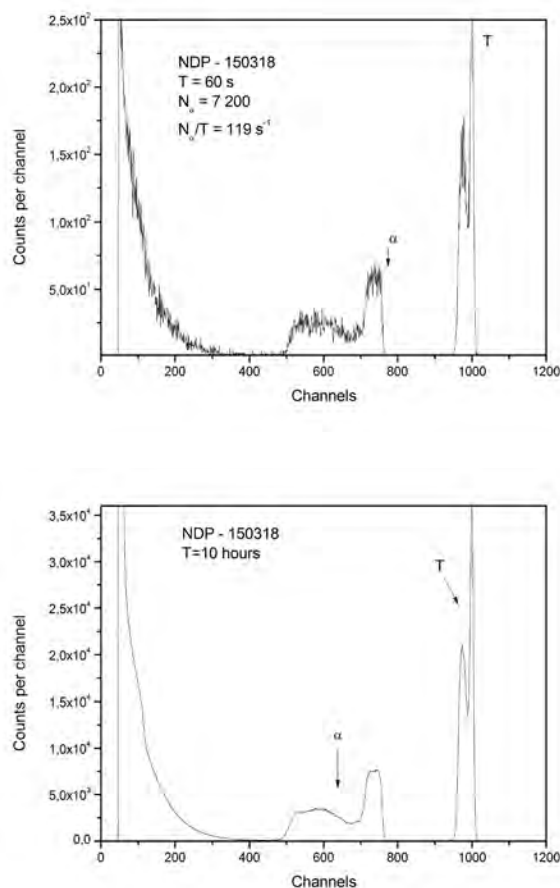 2,5x10²
2,0x10²
1,5x10²
1,0x10²
5,0x10¹
Counts per channel
NDP - 150318
T = 60 s
Nα = 7 200
Nα/T = 119 s⁻¹
T
α
0 200 400 600 800 1000 1200
Channels
3,5x10⁴
3,0x10⁴
2,5x10⁴
2,0x10⁴
1,5x10⁴
1,0x10⁴
5,0x10³
0,0
Counts per channel
NDP - 150318
T=10 hours
T
α
0 200 400 600 800 1000 1200
Channels